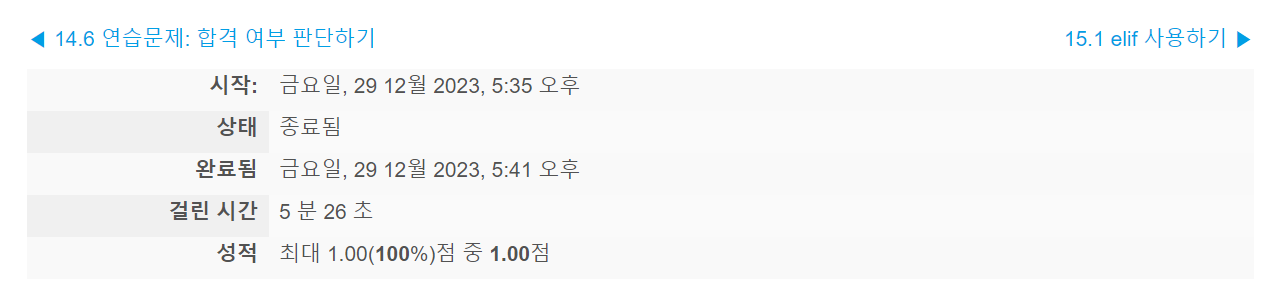 ◀ 14.6 연습문제: 합격 여부 판단하기
15.1 elif 사용하기 ▶
시작: 금요일, 29 12월 2023, 5:35 오후
상태 종료됨
완료됨 금요일, 29 12월 2023, 5:41 오후
걸린 시간 5 분 26 초
성적 최대 1.00(100%)점 중 1.00점